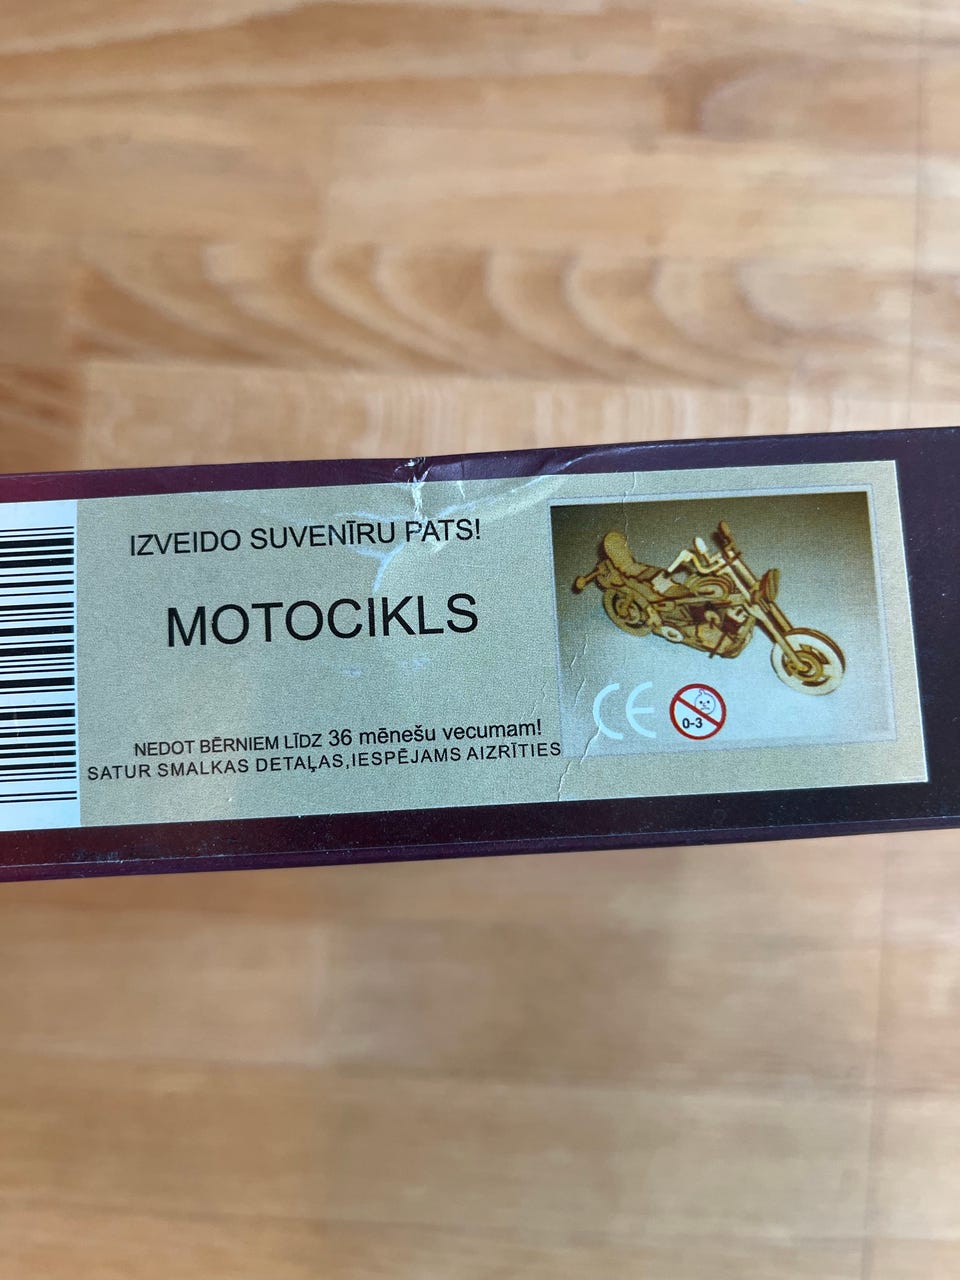 IZVEIDO SUVENĪRU PATS!
MOTOCIKLS
NEDOT BĒRNIEM LĪDZ 36 mēnešu vecumam!
SATUR SMALKAS DETAĻAS,IESPĒJAMS AIZRĪTIES
CE
0-3